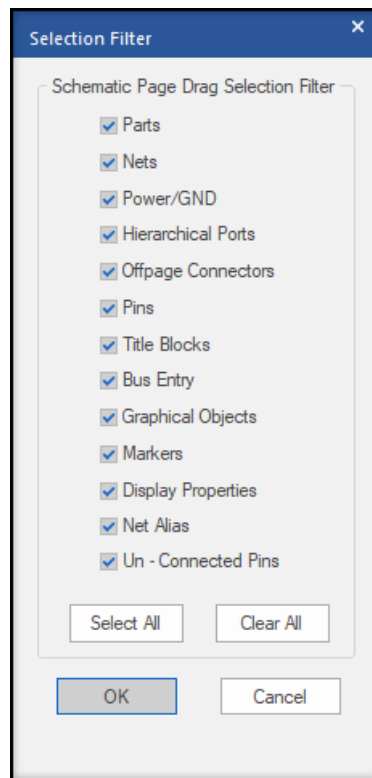 Selection Filter
Schematic Page Drag Selection Filter
Parts
Nets
Power/GND
Hierarchical Ports
Offpage Connectors
Pins
Title Blocks
Bus Entry
Graphical Objects
Markers
Display Properties
Net Alias
Un - Connected Pins
Select All Clear All
OK Cancel